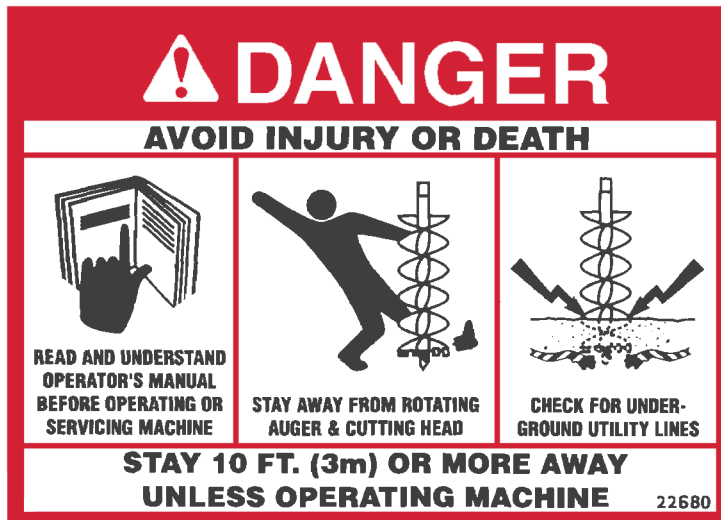 DANGER
AVOID INJURY OR DEATH
READ AND UNDERSTAND
OPERATOR'S MANUAL
BEFORE OPERATING OR
SERVICING MACHINE
STAY AWAY FROM ROTATING
AUGER & CUTTING HEAD
CHECK FOR UNDER-
GROUND UTILITY LINES
STAY 10 FT. (3m) OR MORE AWAY
UNLESS OPERATING MACHINE
22680